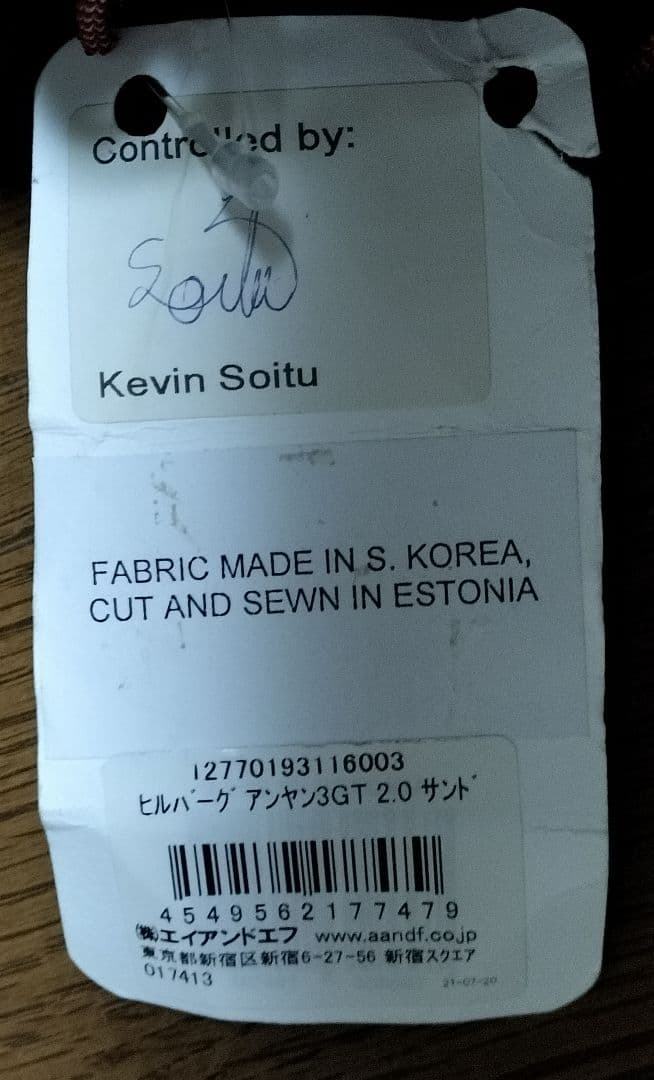 Controlled by:
Soitu
Kevin Soitu
FABRIC MADE IN S. KOREA,
CUT AND SEWN IN ESTONIA
12770193116003
ヒルバーグ アンヤン3GT 2.0 サンド
4549562177479
㈱エイアンドエフ www.aandf.co.jp
東京都新宿区新宿6-27-56 新宿スクエア
017413
21-07-20